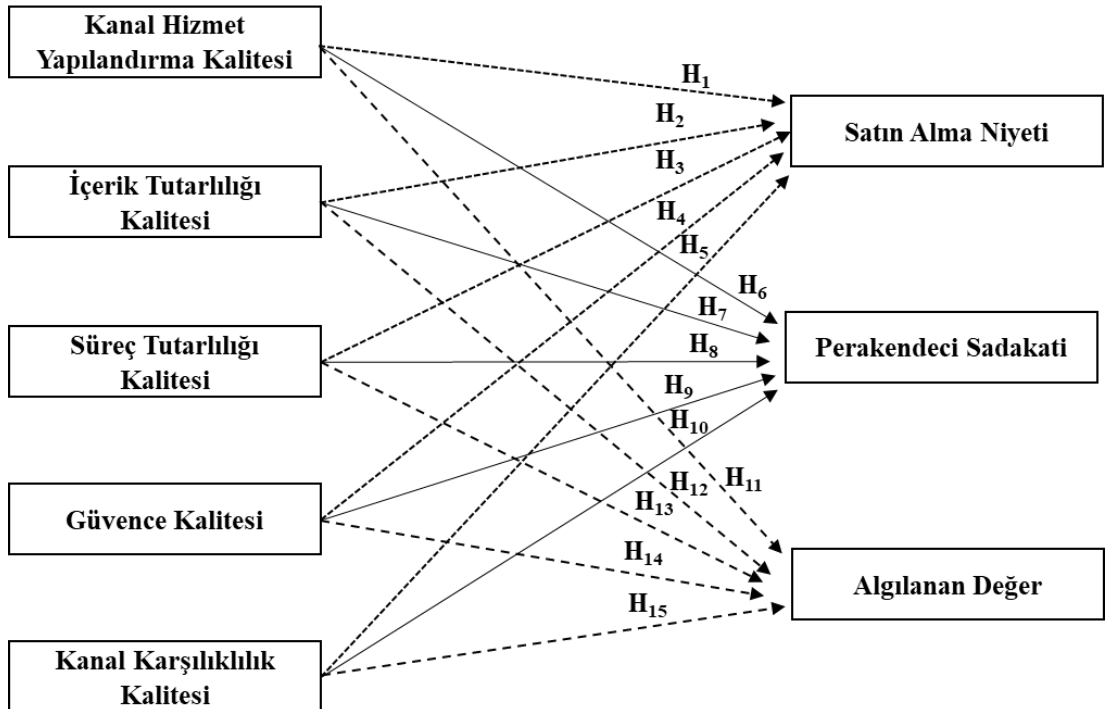 Kanal Hizmet
Yapılandırma Kalitesi
İçerik Tutarlılığı
Kalitesi
Süreç Tutarlılığı
Kalitesi
Güvence Kalitesi
Kanal Karşılıklılık
Kalitesi
H₁
H₂
H₃
H₄
H₅
H₆
H₇
H₈
H₉
H₁₀
H₁₁
H₁₂
H₁₃
H₁₄
H₁₅
Satın Alma Niyeti
Perakendeci Sadakati
Algılanan Değer